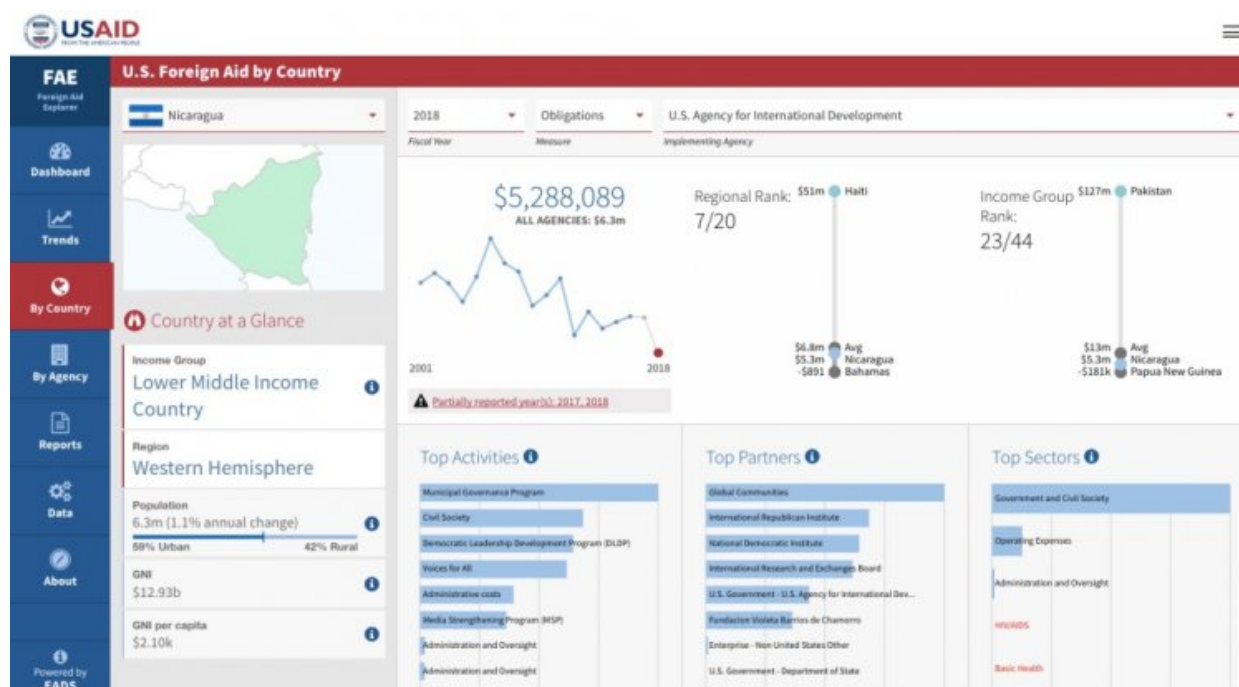 USAID
FROM THE AMERICAN PEOPLE
FAE
Foreign Aid
Explorer
Dashboard
Trends
By Country
By Agency
Reports
Data
About
Powered by
EADS
U.S. Foreign Aid by Country
Nicaragua
2018
Obligations
U.S. Agency for International Development
Fiscal Year
Measure
Implementing Agency
Country at a Glance
Income Group
Lower Middle Income
Country
Region
Western Hemisphere
Population
6.3m (1.1% annual change)
59% Urban
42% Rural
GNI
$12.93b
GNI per capita
$2.10k
$5,288,089
ALL AGENCIES: $6.3m
2001
2018
Partially reported year(s): 2017, 2018
Regional Rank:
7/20
$51m Haiti
$6.8m Avg
$5.3m Nicaragua
-$891 Bahamas
Income Group
Rank:
23/44
$127m Pakistan
$13m Avg
$5.3m Nicaragua
-$181k Papua New Guinea
Top Activities
Municipal Governance Program
Civil Society
Democratic Leadership Development Program (DLDP)
Voices for All
Administrative costs
Media Strengthening Program (MSP)
Administration and Oversight
Administration and Oversight
Top Partners
Global Communities
International Republican Institute
National Democratic Institute
International Research and Exchanges Board
U.S. Government - U.S. Agency for International Dev...
Fundacion Violeta Barrios de Chamorro
Enterprise - Non United States Other
U.S. Government - Department of State
Top Sectors
Government and Civil Society
Operating Expenses
Administration and Oversight
HIV/AIDS
Basic Health